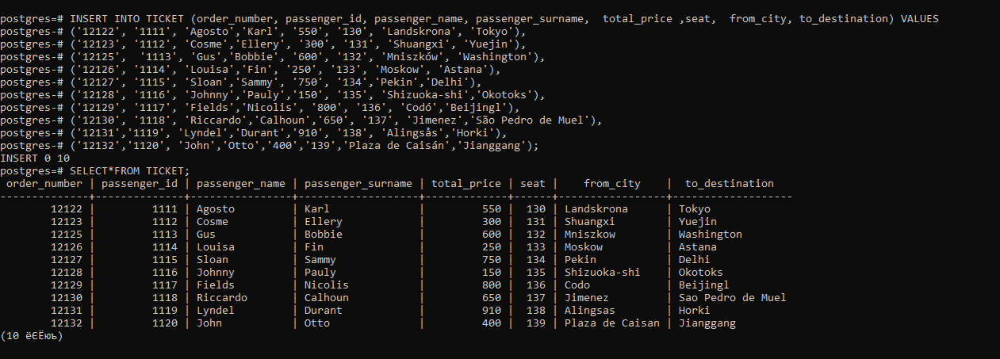 postgres=# INSERT INTO TICKET (order_number, passenger_id, passenger_name, passenger_surname,  total_price ,seat,  from_city, to_destination) VALUES
postgres-# ('12122', '1111', 'Agosto','Karl', '550', '130', 'Landskrona', 'Tokyo'),
postgres-# ('12123', '1112', 'Cosme','Ellery', '300', '131', 'Shuangxi', 'Yuejin'),
postgres-# ('12125',  '1113', 'Gus','Bobbie', '600', '132', 'Mniszków', 'Washington'),
postgres-# ('12126', '1114', 'Louisa','Fin', '250', '133', 'Moskow', 'Astana'),
postgres-# ('12127', '1115', 'Sloan','Sammy', '750', '134','Pekin','Delhi'),
postgres-# ('12128', '1116', 'Johnny','Pauly','150', '135', 'Shizuoka-shi','Okotoks'),
postgres-# ('12129', '1117', 'Fields','Nicolis', '800', '136', 'Codó','Beijingl'),
postgres-# ('12130', '1118', 'Riccardo','Calhoun','650', '137', 'Jimenez','São Pedro de Muel'),
postgres-# ('12131','1119', 'Lyndel','Durant','910', '138', 'Alingsås','Horki'),
postgres-# ('12132','1120', 'John','Otto','400','139','Plaza de Caisán','Jianggang');
INSERT 0 10
postgres=# SELECT*FROM TICKET;
order_number | passenger_id | passenger_name | passenger_surname | total_price | seat | from_city | to_destination
12122 | 1111 | Agosto | Karl | 550 | 130 | Landskrona | Tokyo
12123 | 1112 | Cosme | Ellery | 300 | 131 | Shuangxi | Yuejin
12125 | 1113 | Gus | Bobbie | 600 | 132 | Mniszkow | Washington
12126 | 1114 | Louisa | Fin | 250 | 133 | Moskow | Astana
12127 | 1115 | Sloan | Sammy | 750 | 134 | Pekin | Delhi
12128 | 1116 | Johnny | Pauly | 150 | 135 | Shizuoka-shi | Okotoks
12129 | 1117 | Fields | Nicolis | 800 | 136 | Codo | Beijingl
12130 | 1118 | Riccardo | Calhoun | 650 | 137 | Jimenez | Sao Pedro de Muel
12131 | 1119 | Lyndel | Durant | 910 | 138 | Alingsas | Horki
12132 | 1120 | John | Otto | 400 | 139 | Plaza de Caisan | Jianggang
(10 ёЄЁюъ)